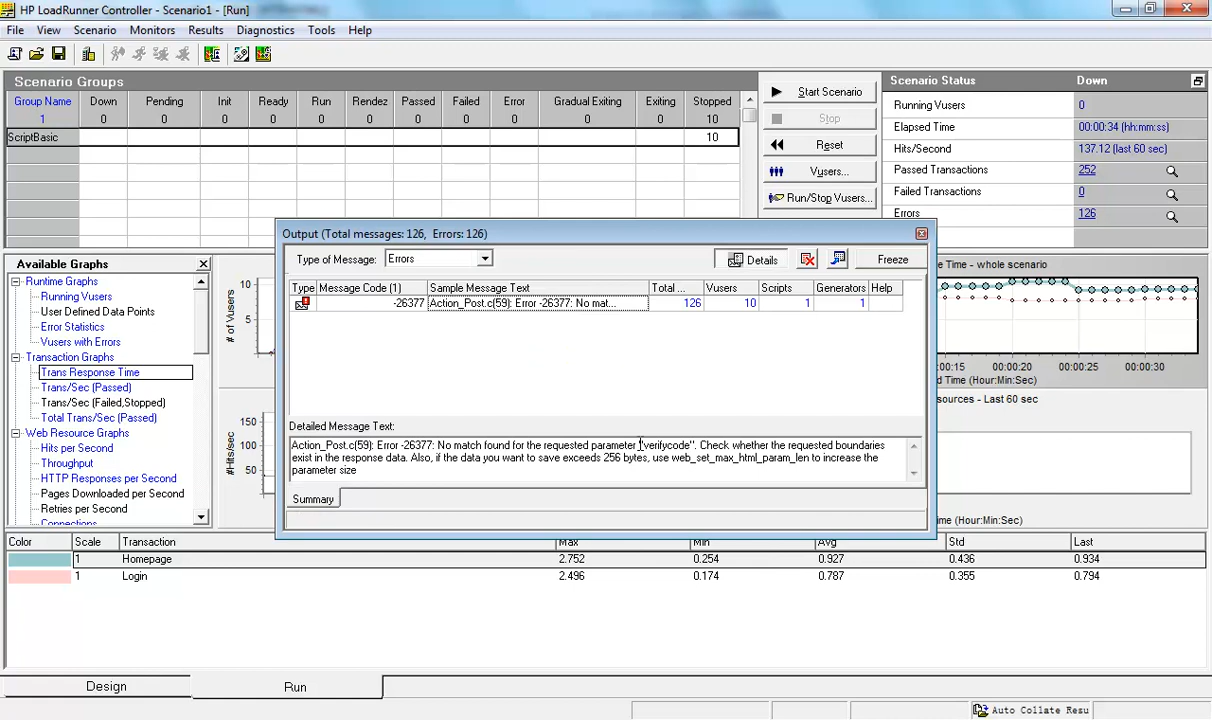 HP LoadRunner Controller - Scenario1 - [Run]
File View Scenario Monitors Results Diagnostics Tools Help
Scenario Groups
Group Name Down Pending Init Ready Run Rendez Passed Failed Error Gradual Exiting Exiting Stopped
1 0 0 0 0 0 0 0 0 0 0 0 10
ScriptBasic 10
Start Scenario
Stop
Reset
Vusers...
Run/Stop Vusers...
Scenario Status Down
Running Vusers 0
Elapsed Time 00:00:34 (hh:mm:ss)
Hits/Second 137.12 (last 60 sec)
Passed Transactions 252
Failed Transactions 0
Errors 126
Available Graphs
Runtime Graphs
Running Vusers
User Defined Data Points
Error Statistics
Vusers with Errors
Transaction Graphs
Trans Response Time
Trans/Sec (Passed)
Trans/Sec (Failed,Stopped)
Total Trans/Sec (Passed)
Web Resource Graphs
Hits per Second
Throughput
HTTP Responses per Second
Pages Downloaded per Second
Retries per Second
Connections
# of Vusers
10
5
0
#Hits/sec
150
100
50
Output (Total messages: 126, Errors: 126)
Type of Message: Errors
Details
Freeze
Type Message Code (1) Sample Message Text Total ... Vusers Scripts Generators Help
-26377 Action_Post.c(59): Error -26377: No mat... 126 10 1 1
Detailed Message Text:
Action_Post.c(59): Error -26377: No match found for the requested parameter "verifycode". Check whether the requested boundaries
exist in the response data. Also, if the data you want to save exceeds 256 bytes, use web_set_max_html_param_len to increase the
parameter size
Summary
e Time - whole scenario
:00:15 00:00:20 00:00:25 00:00:30
d Time (Hour:Min:Sec)
sources - Last 60 sec
e (Hour:Min:Sec)
Color Scale Transaction Max Min Avg Std Last
1 Homepage 2.752 0.254 0.927 0.436 0.934
1 Login 2.496 0.174 0.787 0.355 0.794
Design
Run
Auto Collate Resu